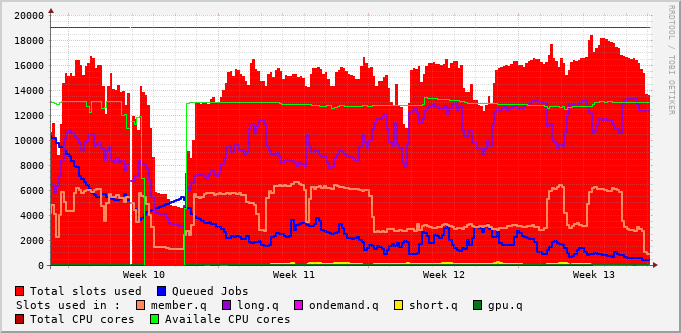 20000
18000
16000
14000
12000
10000
8000
6000
4000
2000
0
Week 10 Week 11 Week 12 Week 13
RRDTOOL / TOBI OETIKER
Total slots used Queued Jobs
Slots used in : member.q long.q ondemand.q short.q gpu.q
Total CPU cores Availale CPU cores